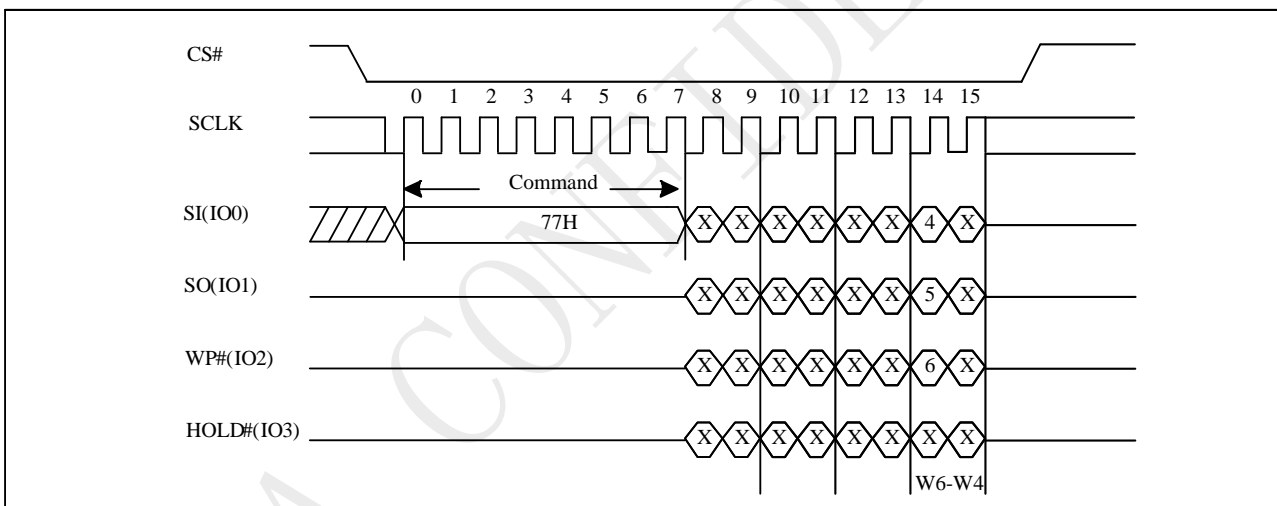 CS#
0 1 2 3 4 5 6 7 8 9 10 11 12 13 14 15
SCLK
Command
SI(IO0) 77H X X X X X X 4 X
SO(IO1) X X X X X X 5 X
WP#(IO2) X X X X X X 6 X
HOLD#(IO3) X X X X X X X X
W6-W4